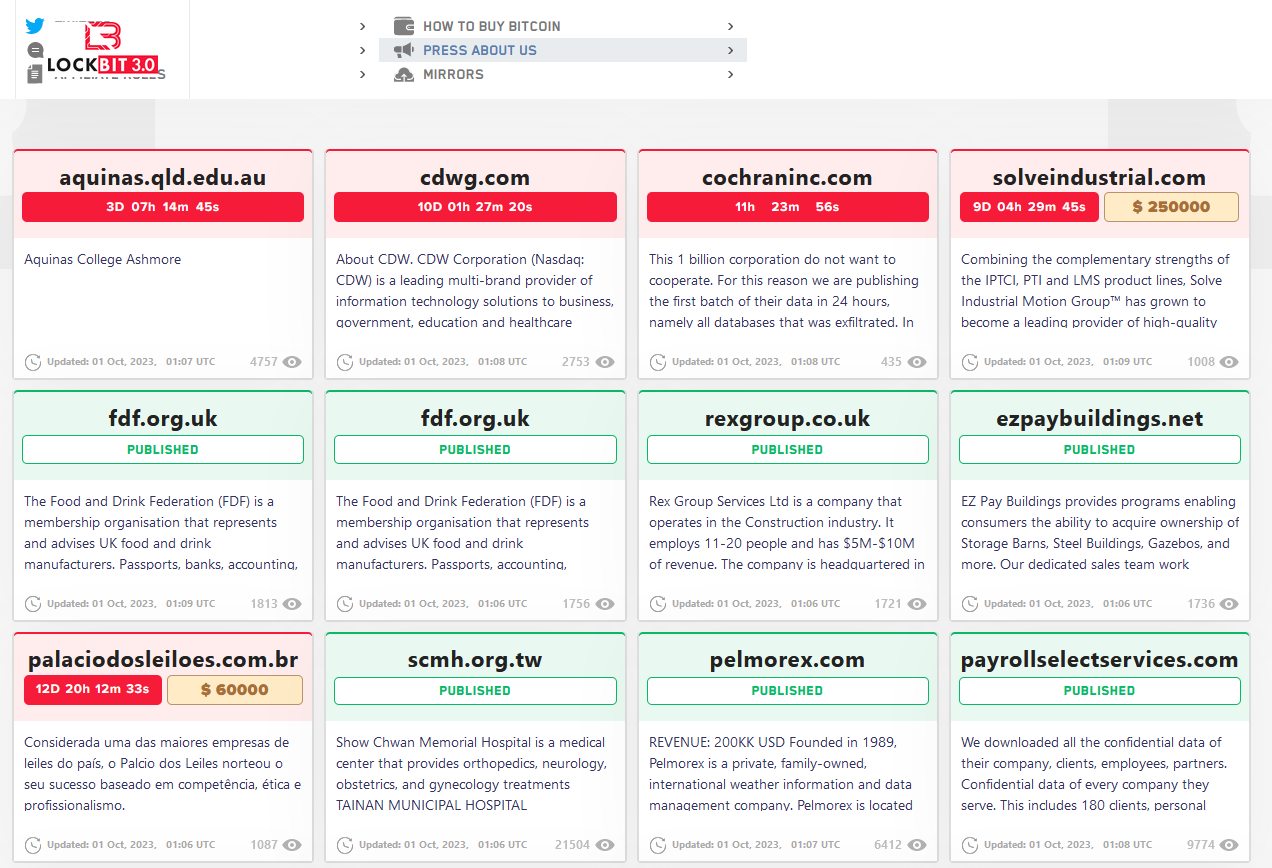 HOW TO BUY BITCOIN
PRESS ABOUT US
LOCKBIT 3.0
MIRRORS
aquinas.qld.edu.au
3D 07h 14m 45s
Aquinas College Ashmore
Updated: 01 Oct, 2023, 01:07 UTC 4757
cdwg.com
10D 01h 27m 20s
About CDW. CDW Corporation (Nasdaq:
CDW) is a leading multi-brand provider of
information technology solutions to business,
government, education and healthcare
Updated: 01 Oct, 2023, 01:08 UTC 2753
cochraninc.com
11h 23m 56s
This 1 billion corporation do not want to
cooperate. For this reason we are publishing
the first batch of their data in 24 hours,
namely all databases that was exfiltrated. In
Updated: 01 Oct, 2023, 01:08 UTC 435
solveindustrial.com
9D 04h 29m 45s $ 250000
Combining the complementary strengths of
the IPTCI, PTI and LMS product lines, Solve
Industrial Motion Group™ has grown to
become a leading provider of high-quality
Updated: 01 Oct, 2023, 01:09 UTC 1008
fdf.org.uk
PUBLISHED
The Food and Drink Federation (FDF) is a
membership organisation that represents
and advises UK food and drink
manufacturers. Passports, banks, accounting,
Updated: 01 Oct, 2023, 01:09 UTC 1813
fdf.org.uk
PUBLISHED
The Food and Drink Federation (FDF) is a
membership organisation that represents
and advises UK food and drink
manufacturers. Passports, accounting,
Updated: 01 Oct, 2023, 01:06 UTC 1756
rexgroup.co.uk
PUBLISHED
Rex Group Services Ltd is a company that
operates in the Construction industry. It
employs 11-20 people and has $5M-$10M
of revenue. The company is headquartered in
Updated: 01 Oct, 2023, 01:06 UTC 1721
ezpaybuildings.net
PUBLISHED
EZ Pay Buildings provides programs enabling
consumers the ability to acquire ownership of
Storage Barns, Steel Buildings, Gazebos, and
more. Our dedicated sales team work
Updated: 01 Oct, 2023, 01:06 UTC 1736
palaciodosleiloes.com.br
12D 20h 12m 33s $ 60000
Considerada uma das maiores empresas de
leiles do país, o Palcio dos Leiles norteou o
seu sucesso baseado em competência, ética e
profissionalismo.
Updated: 01 Oct, 2023, 01:06 UTC 1087
scmh.org.tw
PUBLISHED
Show Chwan Memorial Hospital is a medical
center that provides orthopedics, neurology,
obstetrics, and gynecology treatments
TAINAN MUNICIPAL HOSPITAL
Updated: 01 Oct, 2023, 01:06 UTC 21504
pelmorex.com
PUBLISHED
REVENUE: 200KK USD Founded in 1989,
Pelmorex is a private, family-owned,
international weather information and data
management company. Pelmorex is located
Updated: 01 Oct, 2023, 01:07 UTC 6412
payrollselectservices.com
PUBLISHED
We downloaded all the confidential data of
their company, clients, employees, partners.
Confidential data of every company they
serve. This includes 180 clients, personal
Updated: 01 Oct, 2023, 01:08 UTC 9774